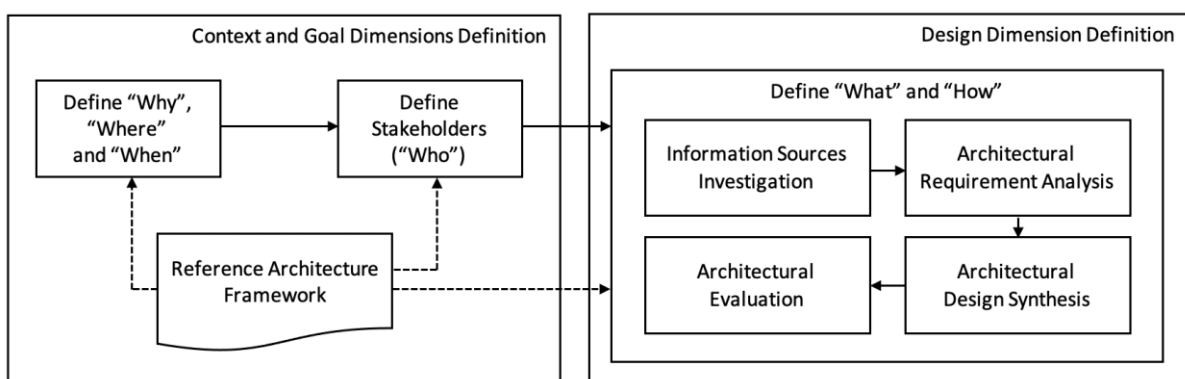 Context and Goal Dimensions Definition
Define “Why”,
“Where”
and “When”
Define
Stakeholders
(“Who”)
Reference Architecture
Framework
Design Dimension Definition
Define “What” and “How”
Information Sources
Investigation
Architectural
Requirement Analysis
Architectural
Evaluation
Architectural
Design Synthesis